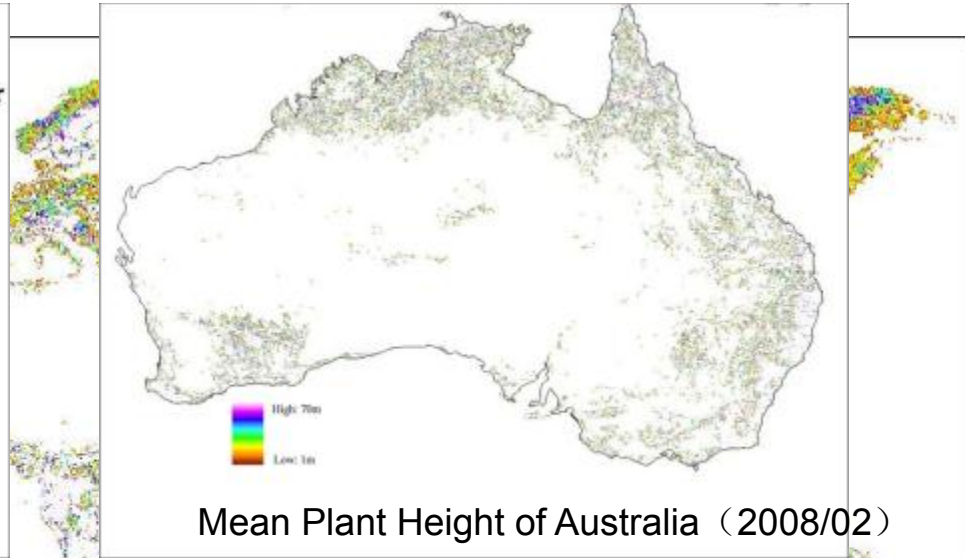 High: 70m
Low: 1m
Mean Plant Height of Australia（2008/02）